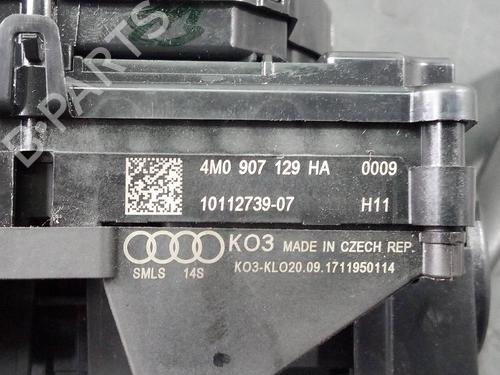 B-PARTS
4M0 907 129 HA 0009
10112739-07 H11
KO3 MADE IN CZECH REP.
SMLS 14S KO3-KLO20.09.1711950114